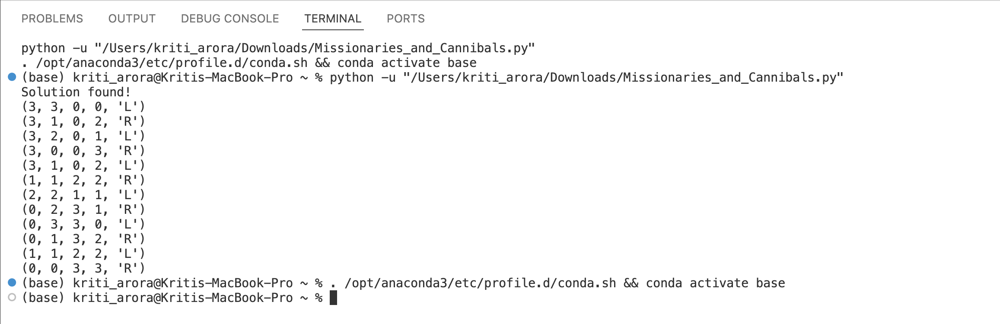 PROBLEMS OUTPUT DEBUG CONSOLE TERMINAL PORTS
python -u "/Users/kriti_arora/Downloads/Missionaries_and_Cannibals.py"
. /opt/anaconda3/etc/profile.d/conda.sh && conda activate base
(base) kriti_arora@Kritis-MacBook-Pro ~ % python -u "/Users/kriti_arora/Downloads/Missionaries_and_Cannibals.py"
Solution found!
(3, 3, 0, 0, 'L')
(3, 1, 0, 2, 'R')
(3, 2, 0, 1, 'L')
(3, 0, 0, 3, 'R')
(3, 1, 0, 2, 'L')
(1, 1, 2, 2, 'R')
(2, 2, 1, 1, 'L')
(0, 2, 3, 1, 'R')
(0, 3, 3, 0, 'L')
(0, 1, 3, 2, 'R')
(1, 1, 2, 2, 'L')
(0, 0, 3, 3, 'R')
(base) kriti_arora@Kritis-MacBook-Pro ~ % . /opt/anaconda3/etc/profile.d/conda.sh && conda activate base
(base) kriti_arora@Kritis-MacBook-Pro ~ %